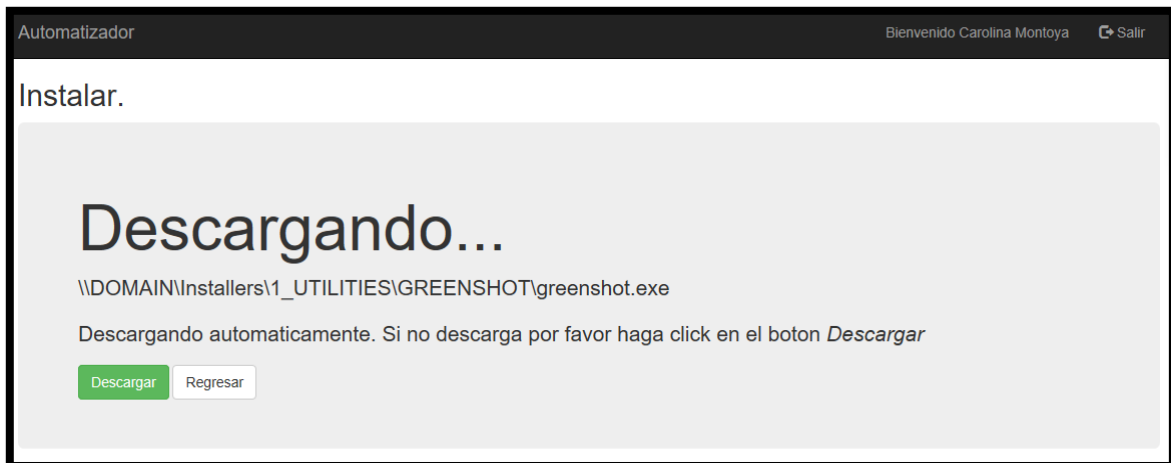 Automatizador
Bienvenido Carolina Montoya
Salir
Instalar.
Descargando...
\\DOMAIN\Installers\1_UTILITIES\GREENSHOT\greenshot.exe
Descargando automaticamente. Si no descarga por favor haga click en el boton Descargar
Descargar
Regresar